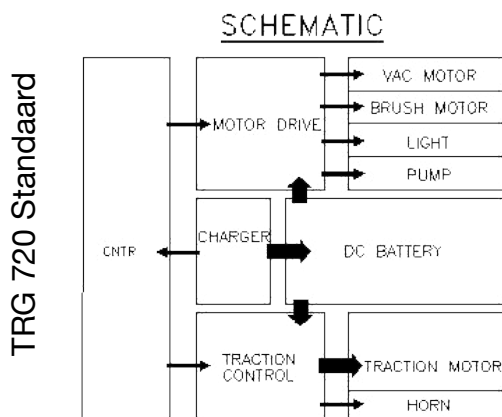 SCHEMATIC
TRG 720 Standaard
CNTR
MOTOR DRIVE
VAC MOTOR
BRUSH MOTOR
LIGHT
PUMP
CHARGER
DC BATTERY
TRACTION
CONTROL
TRACTION MOTOR
HORN